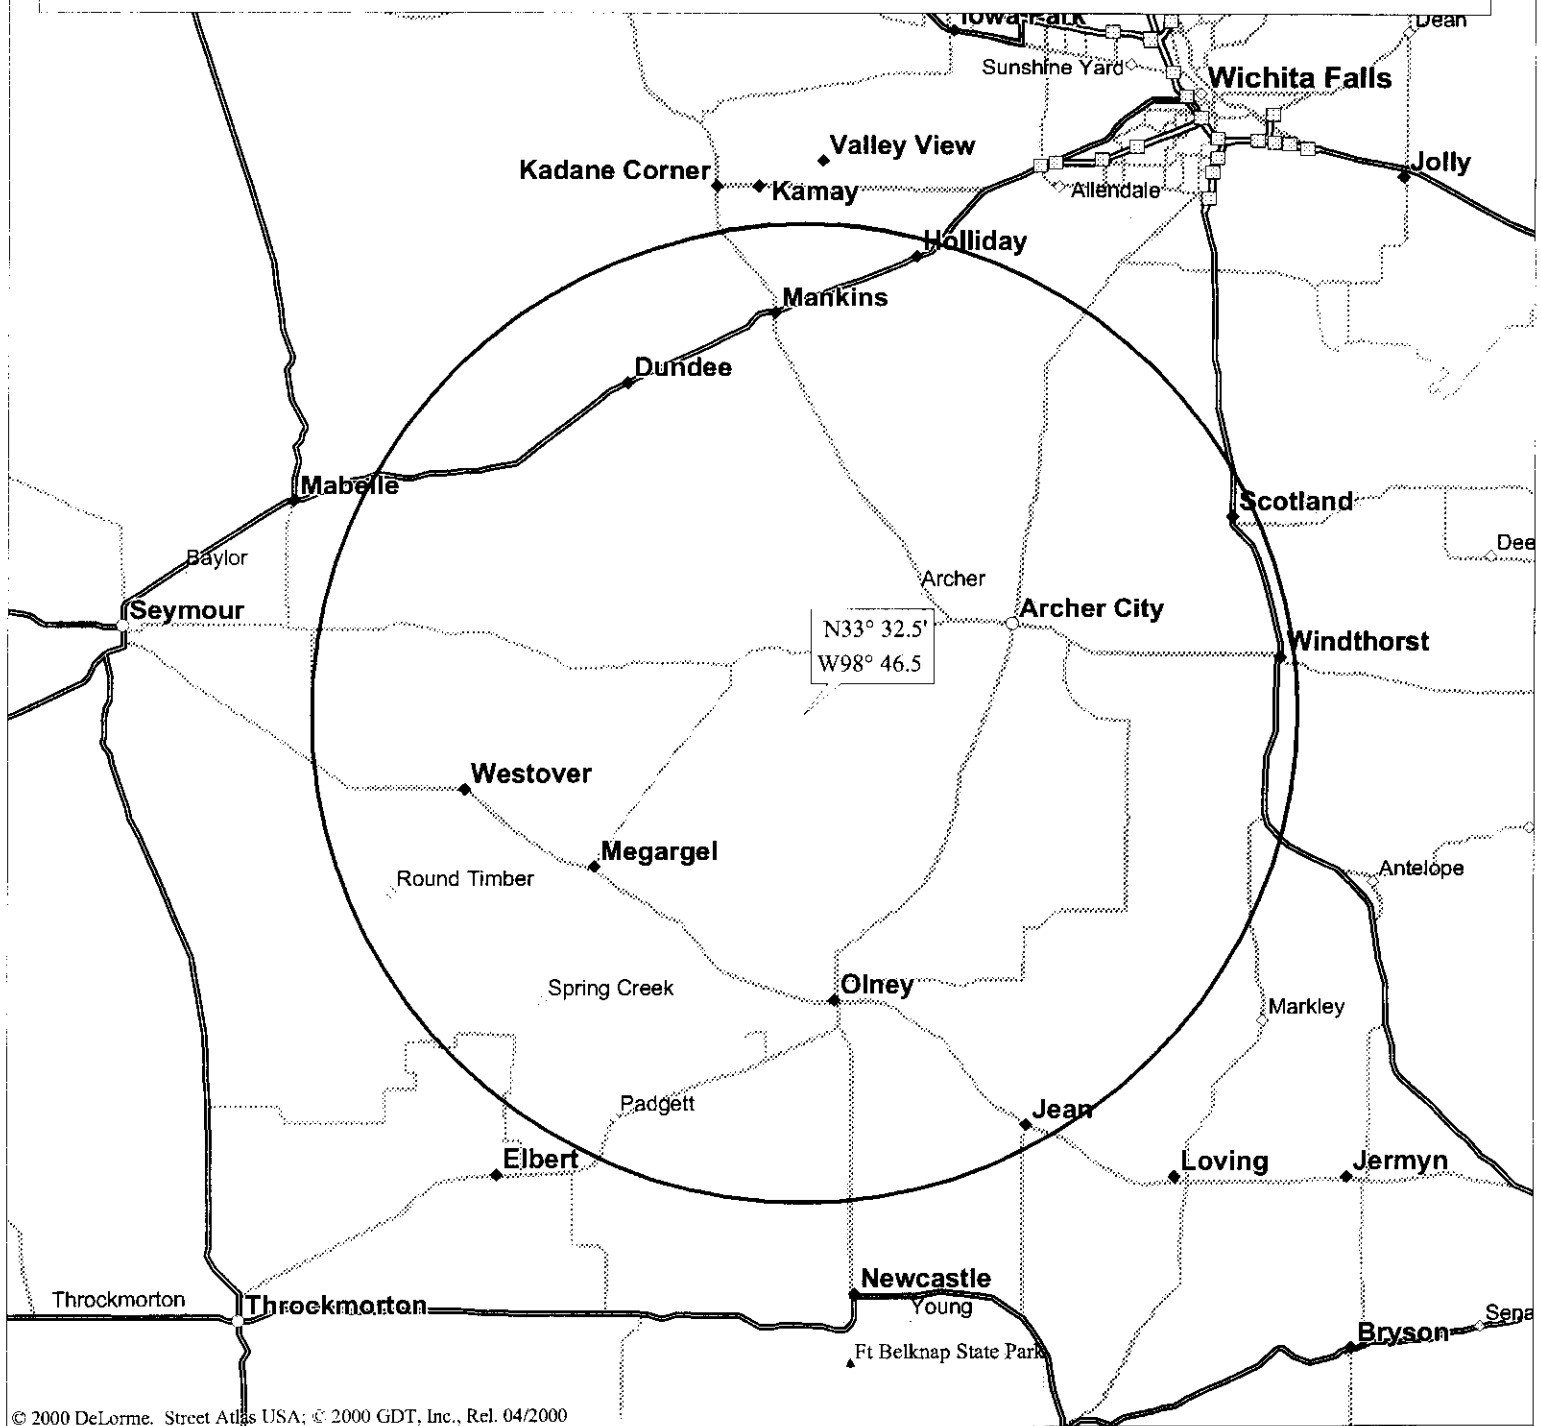 Iowa Park
Dean
Sunshine Yard
Wichita Falls
Valley View
Kadane Corner
Kamay
Allendale
Jolly
Holliday
Mankins
Dundee
Mabelle
Scotland
Baylor
Dee
Archer
Seymour
Archer City
N33° 32.5'
W98° 46.5
Windthorst
Westover
Megargel
Round Timber
Antelope
Spring Creek
Olney
Markley
Padgett
Jean
Elbert
Loving
Jermyn
Newcastle
Throckmorton
Throckmorton
Young
Sena
Bryson
Ft Belknap State Park
© 2000 DeLorme. Street Atlas USA; © 2000 GDT, Inc., Rel. 04/2000